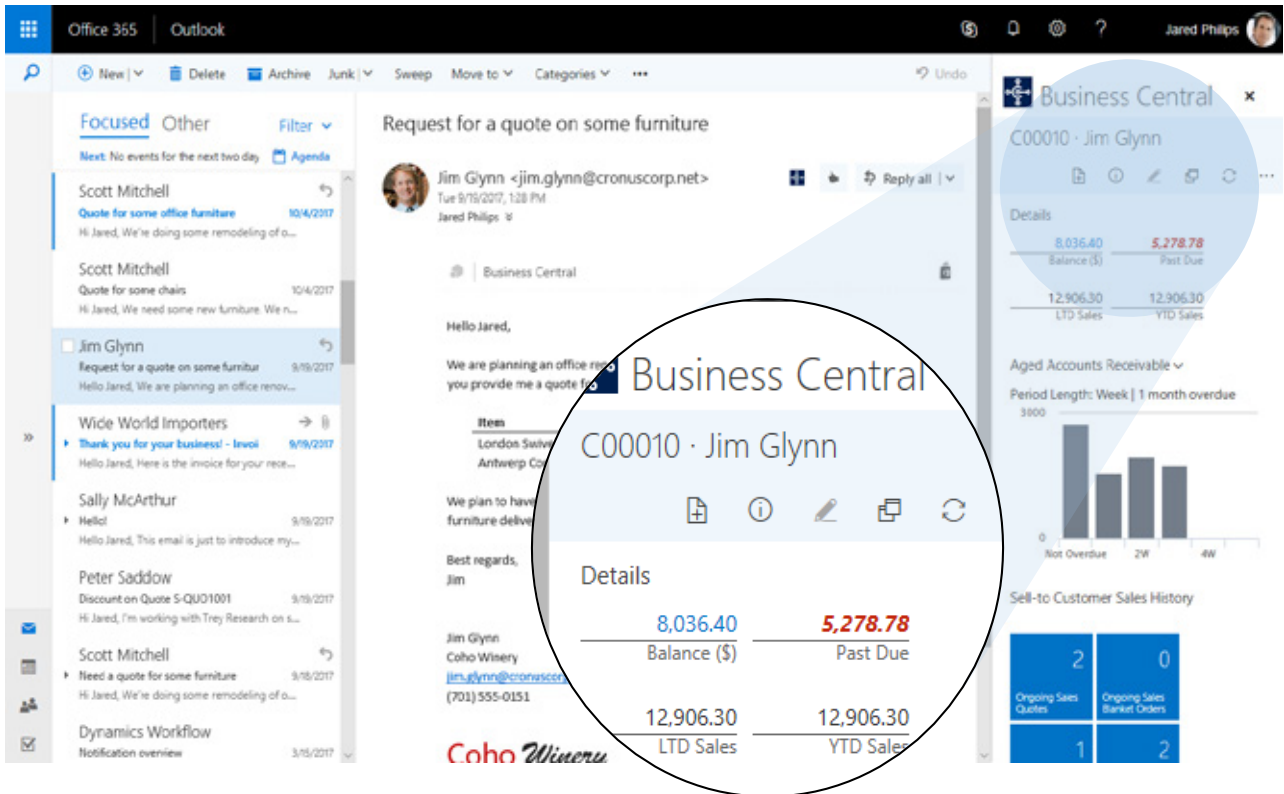 Office 365 Outlook
Jared Philips
New Delete Archive Junk Sweep Move to Categories ••• Undo
Focused Other Filter
Next: No events for the next two day Agenda
Scott Mitchell
Quote for some office furniture 10/4/2017
Hi Jared, We're doing some remodeling of o...
Scott Mitchell
Quote for some chairs 10/4/2017
Hi Jared, We need some new furniture. We n...
Jim Glynn
Request for a quote on some furnitur 9/19/2017
Hello Jared, We are planning an office renov...
Wide World Importers
Thank you for your business! - Invoi 9/19/2017
Hello Jared, Here is the invoice for your rece...
Sally McArthur
Hello! 9/19/2017
Hello Jared, This email is just to introduce my...
Peter Saddow
Discount on Quote S-QUO1001 9/19/2017
Hi Jared, I'm working with Trey Research on s...
Scott Mitchell
Need a quote for some furniture 9/18/2017
Hi Jared, We're doing some remodeling of o...
Dynamics Workflow
Notification overview 3/15/2017
Request for a quote on some furniture
Jim Glynn <jim.glynn@cronuscorp.net>
Tue 9/19/2017, 1:28 PM
Jared Philips
Reply all
Business Central
Hello Jared,
We are planning an office reno
you provide me a quote fo
Item
London Swive
Antwerp Co
We plan to have
furniture delive
Best regards,
Jim
Jim Glynn
Coho Winery
jim.glynn@cronuscorp
(701) 555-0151
Coho Winery
Business Central
C00010 · Jim Glynn
Details
8,036.40 5,278.78
Balance ($) Past Due
12,906.30 12,906.30
LTD Sales YTD Sales
Business Central
C00010 · Jim Glynn
Details
8,036.40 5,278.78
Balance ($) Past Due
12,906.30 12,906.30
LTD Sales YTD Sales
Aged Accounts Receivable
Period Length: Week | 1 month overdue
3000
0
Not Overdue 2W 4W
Sell-to Customer Sales History
2 0
Ongoing Sales Quotes
Ongoing Sales Blanket Orders
1 2